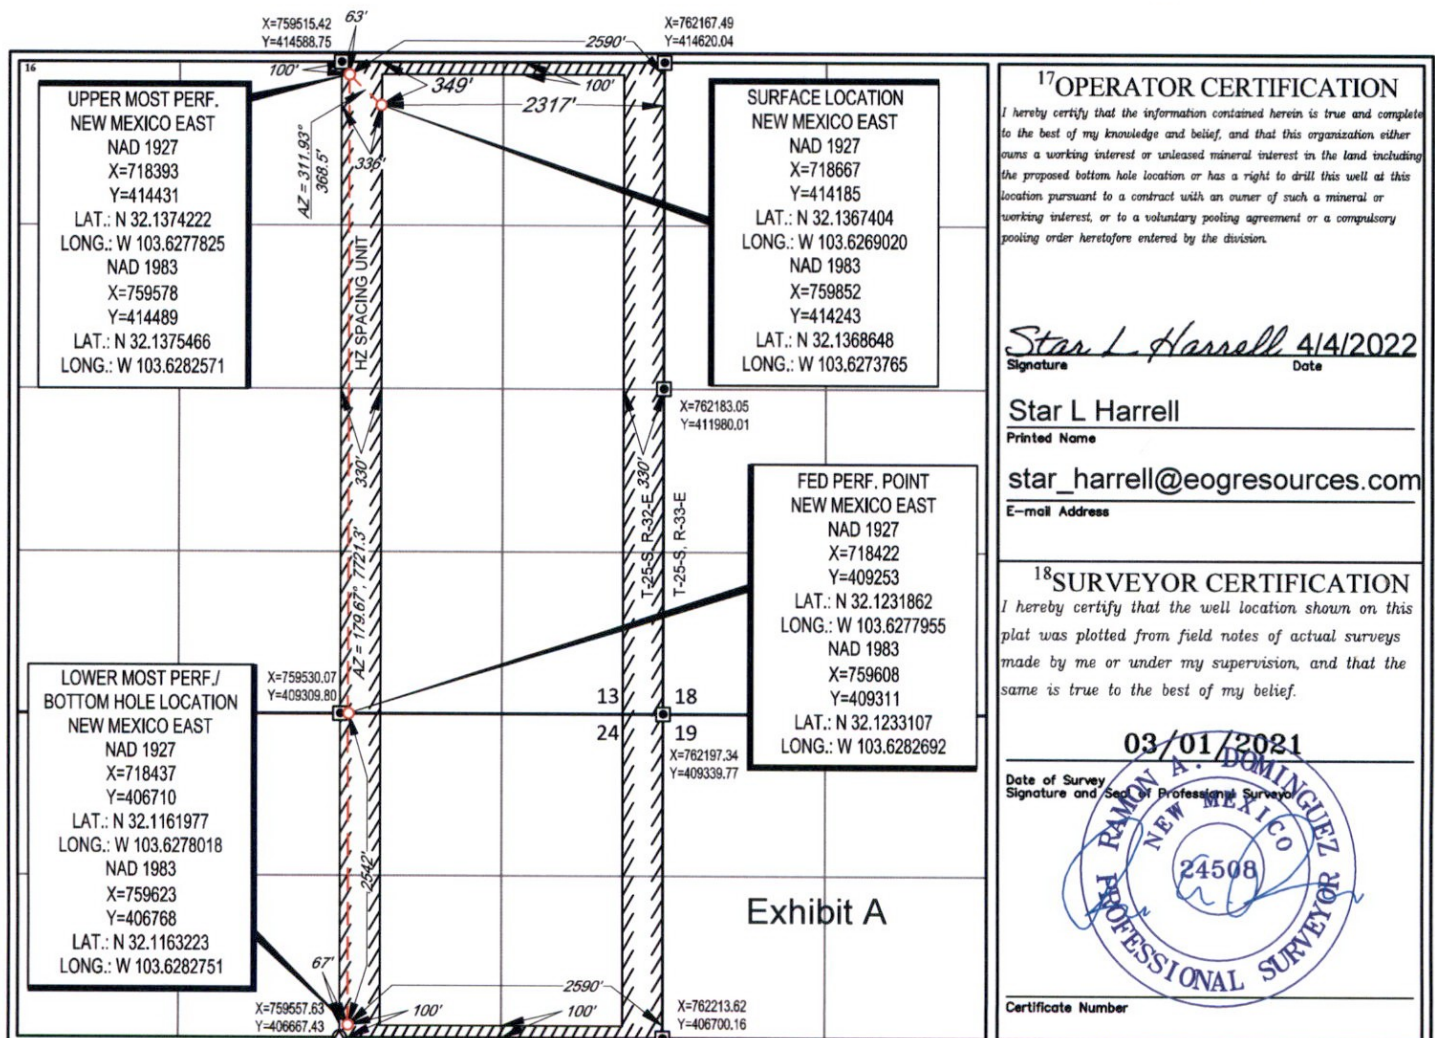 X=759515.42
Y=414588.75
63'
X=762167.49
Y=414620.04
2590'
16
100'
349'
100'
2317'
UPPER MOST PERF.
NEW MEXICO EAST
NAD 1927
X=718393
Y=414431
LAT.: N 32.1374222
LONG.: W 103.6277825
NAD 1983
X=759578
Y=414489
LAT.: N 32.1375466
LONG.: W 103.6282571
AZ = 311.93°
368.5'
336'
HZ SPACING UNIT
SURFACE LOCATION
NEW MEXICO EAST
NAD 1927
X=718667
Y=414185
LAT.: N 32.1367404
LONG.: W 103.6269020
NAD 1983
X=759852
Y=414243
LAT.: N 32.1368648
LONG.: W 103.6273765
X=762183.05
Y=411980.01
330'
330'
T-25-S, R-32-E
T-25-S, R-33-E
AZ = 179.67°, 7721.3'
FED PERF. POINT
NEW MEXICO EAST
NAD 1927
X=718422
Y=409253
LAT.: N 32.1231862
LONG.: W 103.6277955
NAD 1983
X=759608
Y=409311
LAT.: N 32.1233107
LONG.: W 103.6282692
X=759530.07
Y=409309.80
13
18
24
19
X=762197.34
Y=409339.77
LOWER MOST PERF./
BOTTOM HOLE LOCATION
NEW MEXICO EAST
NAD 1927
X=718437
Y=406710
LAT.: N 32.1161977
LONG.: W 103.6278018
NAD 1983
X=759623
Y=406768
LAT.: N 32.1163223
LONG.: W 103.6282751
2542'
Exhibit A
67'
2590'
X=759557.63
Y=406667.43
100'
100'
X=762213.62
Y=406700.16
17 OPERATOR CERTIFICATION
I hereby certify that the information contained herein is true and complete
to the best of my knowledge and belief, and that this organization either
owns a working interest or unleased mineral interest in the land including
the proposed bottom hole location or has a right to drill this well at this
location pursuant to a contract with an owner of such a mineral or
working interest, or to a voluntary pooling agreement or a compulsory
pooling order heretofore entered by the division.
Star L Harrell 4/4/2022
Signature Date
Star L Harrell
Printed Name
star_harrell@eogresources.com
E-mail Address
18 SURVEYOR CERTIFICATION
I hereby certify that the well location shown on this
plat was plotted from field notes of actual surveys
made by me or under my supervision, and that the
same is true to the best of my belief.
03/01/2021
Date of Survey
Signature and Seal of Professional Surveyor
RAMON A. DOMINGUEZ
NEW MEXICO
24508
PROFESSIONAL SURVEYOR
Certificate Number